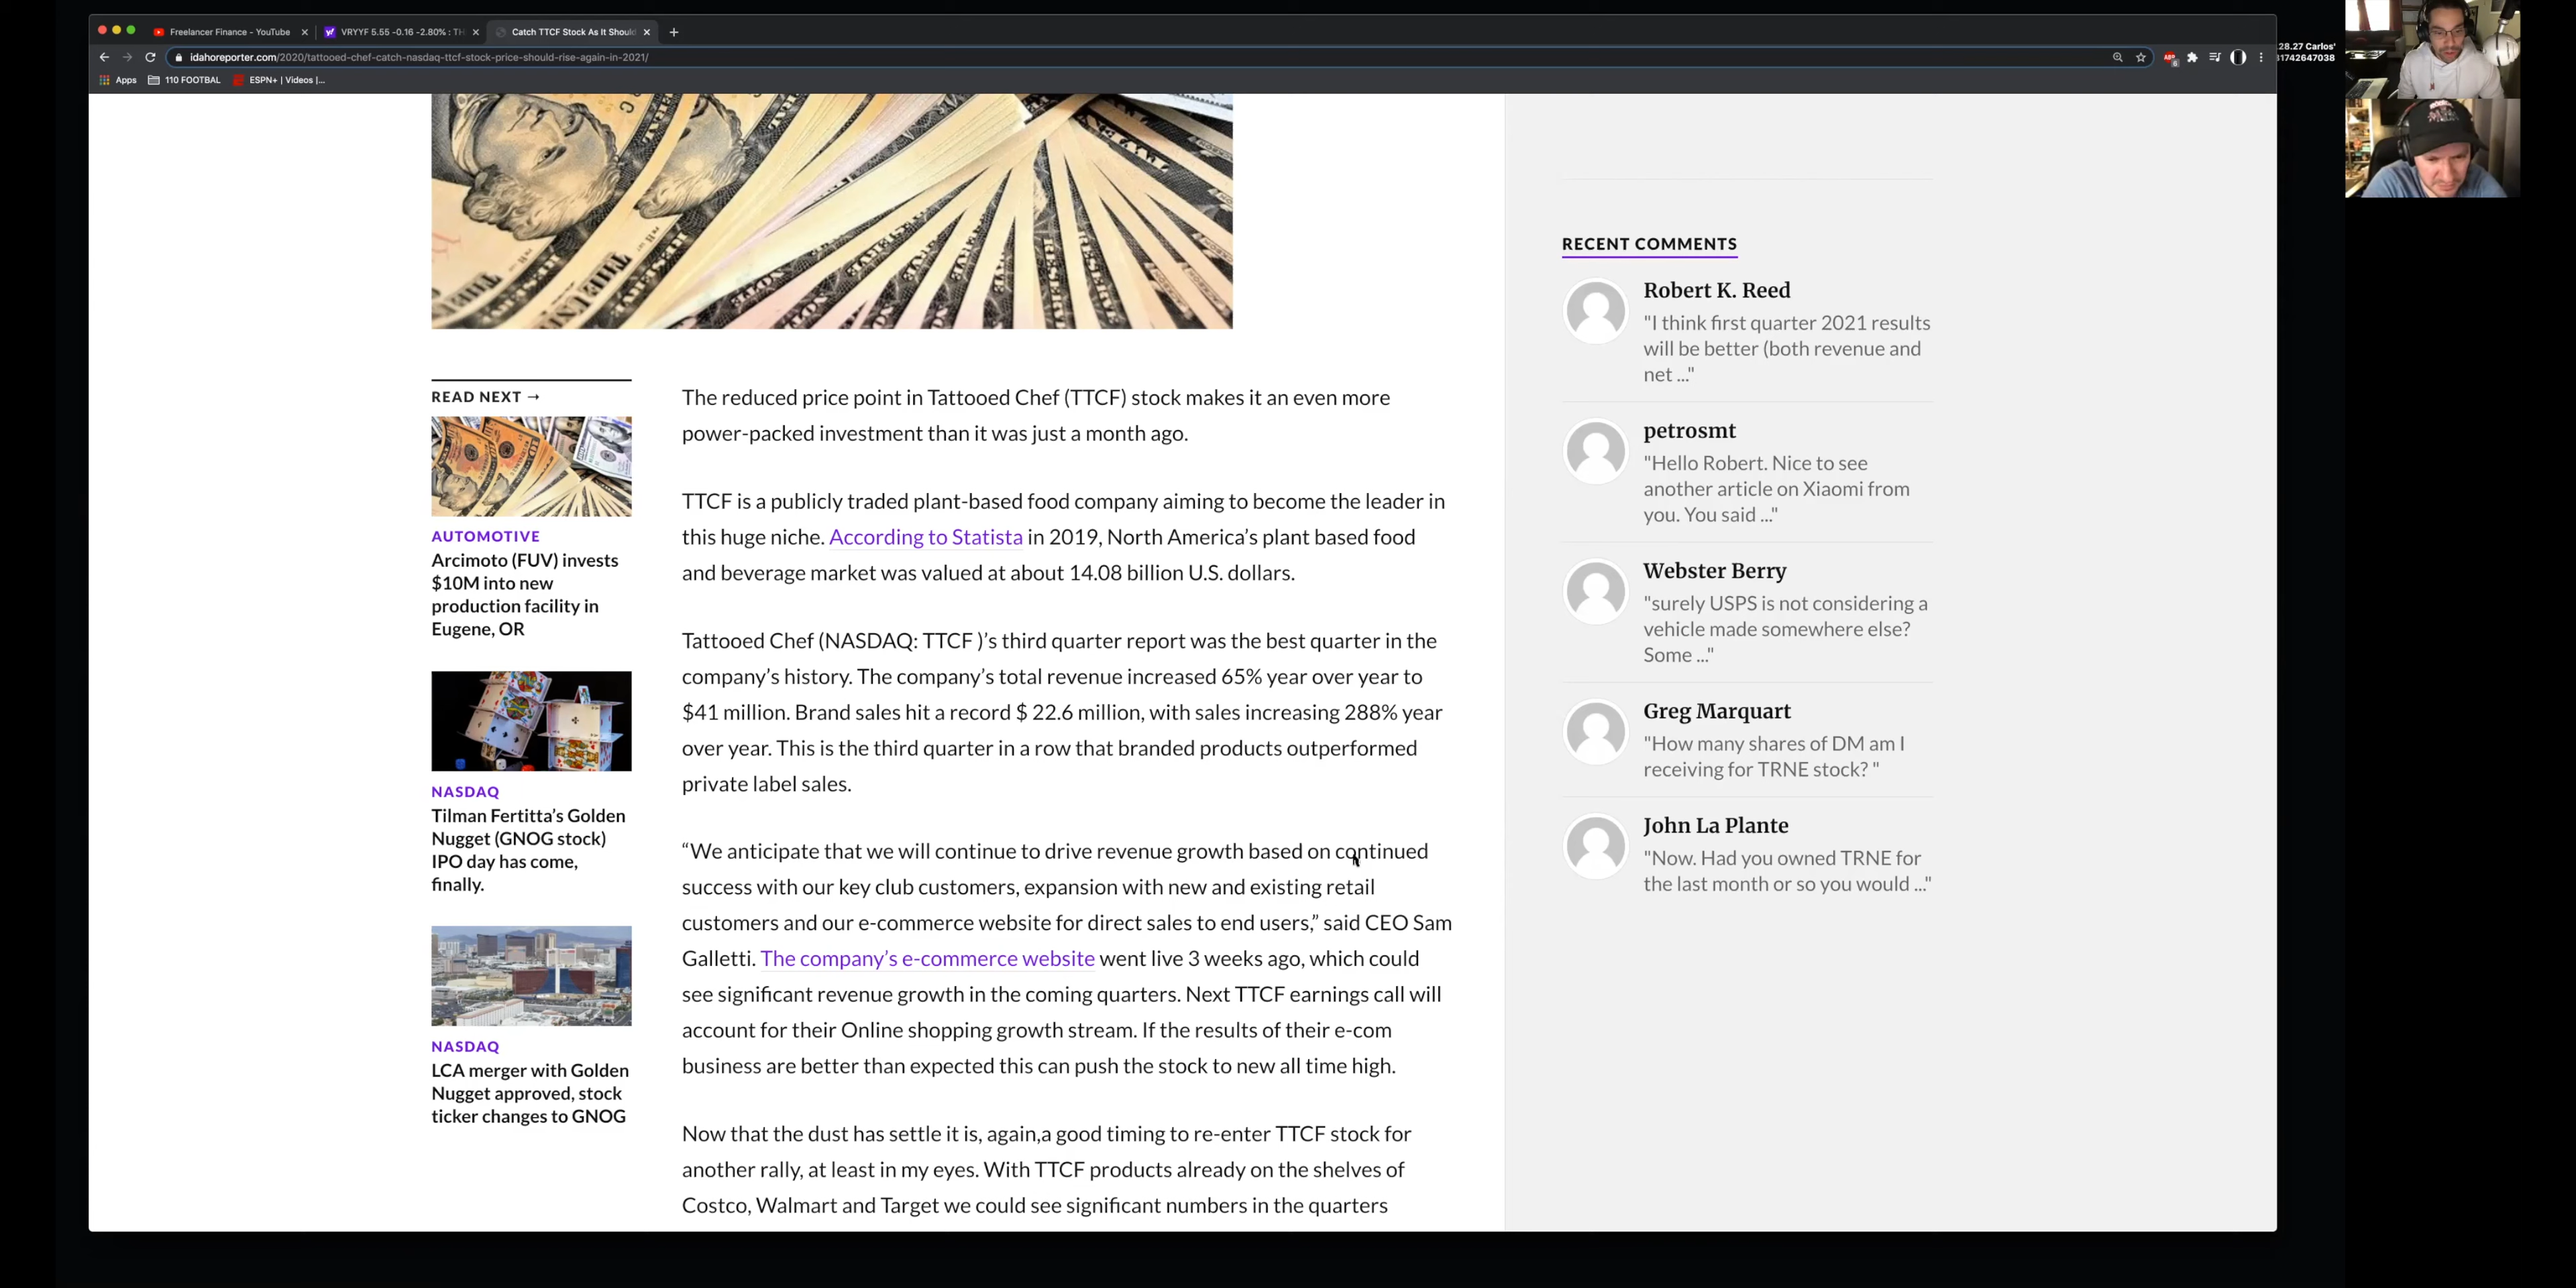 Freelancer Finance - YouTube
VRYYF 5.55 -0.16 -2.80% : TH
Catch TTCF Stock As It Should
idahoreporter.com/2020/tattooed-chef-catch-nasdaq-ttcf-stock-price-should-rise-again-in-2021/
28.27 Carlos'
31742647038
Apps
110 FOOTBAL
ESPN+ | Videos |...
READ NEXT →
AUTOMOTIVE
Arcimoto (FUV) invests
$10M into new
production facility in
Eugene, OR
NASDAQ
Tilman Fertitta's Golden
Nugget (GNOG stock)
IPO day has come,
finally.
NASDAQ
LCA merger with Golden
Nugget approved, stock
ticker changes to GNOG
The reduced price point in Tattooed Chef (TTCF) stock makes it an even more
power-packed investment than it was just a month ago.
TTCF is a publicly traded plant-based food company aiming to become the leader in
this huge niche. According to Statista in 2019, North America's plant based food
and beverage market was valued at about 14.08 billion U.S. dollars.
Tattooed Chef (NASDAQ: TTCF )'s third quarter report was the best quarter in the
company's history. The company's total revenue increased 65% year over year to
$41 million. Brand sales hit a record $ 22.6 million, with sales increasing 288% year
over year. This is the third quarter in a row that branded products outperformed
private label sales.
“We anticipate that we will continue to drive revenue growth based on continued
success with our key club customers, expansion with new and existing retail
customers and our e-commerce website for direct sales to end users,” said CEO Sam
Galletti. The company's e-commerce website went live 3 weeks ago, which could
see significant revenue growth in the coming quarters. Next TTCF earnings call will
account for their Online shopping growth stream. If the results of their e-com
business are better than expected this can push the stock to new all time high.
Now that the dust has settle it is, again,a good timing to re-enter TTCF stock for
another rally, at least in my eyes. With TTCF products already on the shelves of
Costco, Walmart and Target we could see significant numbers in the quarters
RECENT COMMENTS
Robert K. Reed
"I think first quarter 2021 results
will be better (both revenue and
net ..."
petrosmt
"Hello Robert. Nice to see
another article on Xiaomi from
you. You said ..."
Webster Berry
"surely USPS is not considering a
vehicle made somewhere else?
Some ..."
Greg Marquart
"How many shares of DM am I
receiving for TRNE stock? "
John La Plante
"Now. Had you owned TRNE for
the last month or so you would ..."